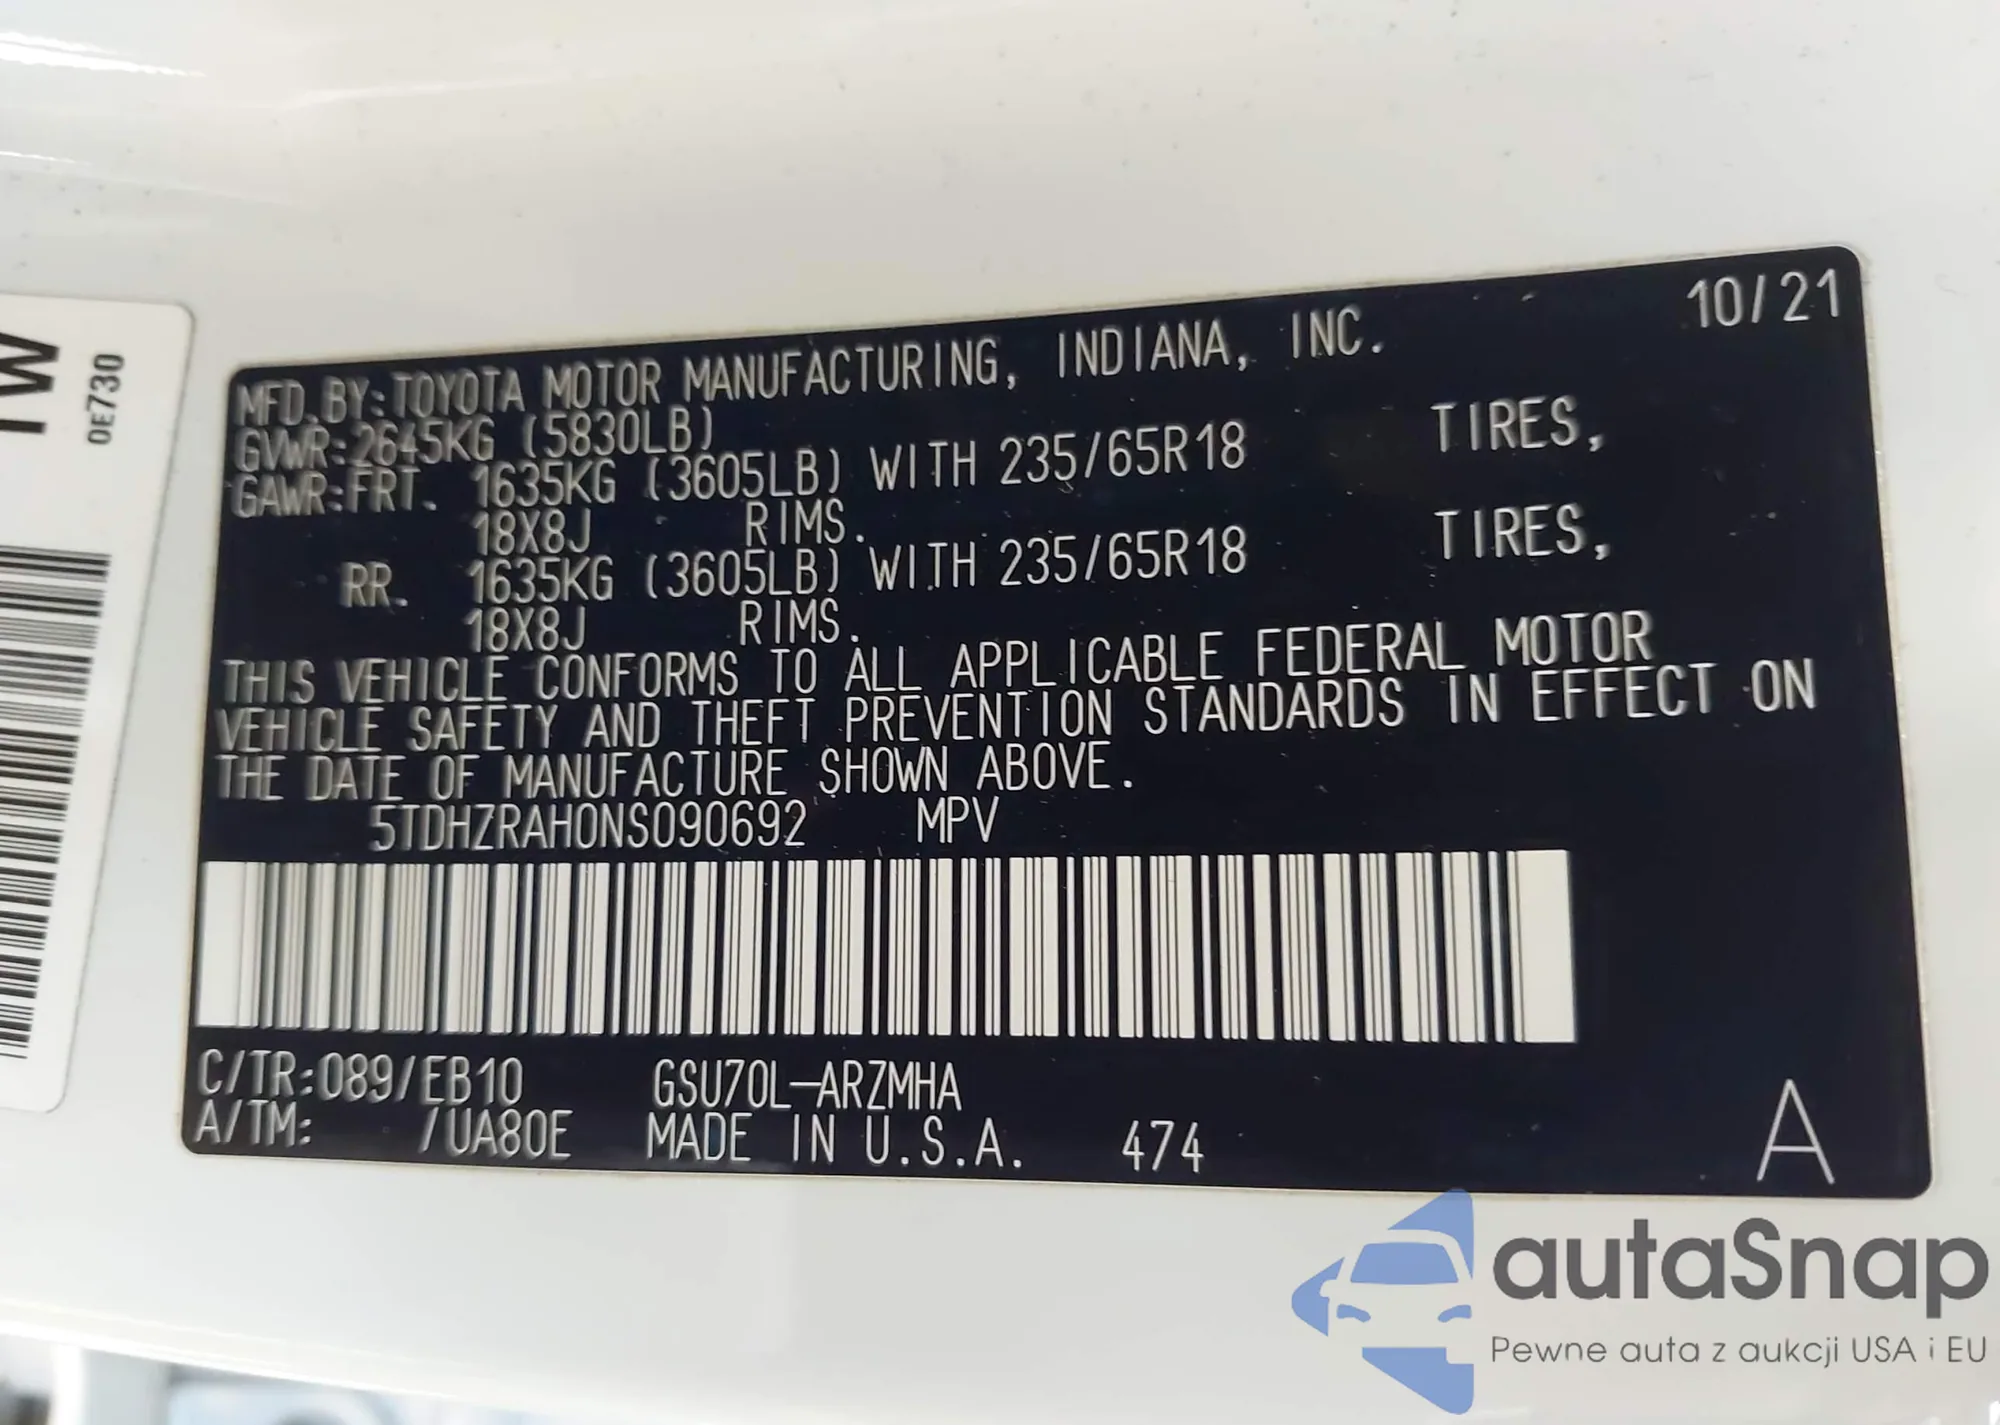 TW
0E730
10/21
MFD.BY:TOYOTA MOTOR MANUFACTURING, INDIANA, INC.
GVWR:2645KG (5830LB)
GAWR:FRT. 1635KG (3605LB) WITH 235/65R18 TIRES,
18X8J RIMS.
RR. 1635KG (3605LB) WITH 235/65R18 TIRES,
18X8J RIMS.
THIS VEHICLE CONFORMS TO ALL APPLICABLE FEDERAL MOTOR
VEHICLE SAFETY AND THEFT PREVENTION STANDARDS IN EFFECT ON
THE DATE OF MANUFACTURE SHOWN ABOVE.
5TDHZRAH0NS090692 MPV
C/TR:089/EB10 GSU70L-ARZMHA
A/TM: /UA80E MADE IN U.S.A. 474 A
autaSnap
Pewne auta z aukcji USA i EU